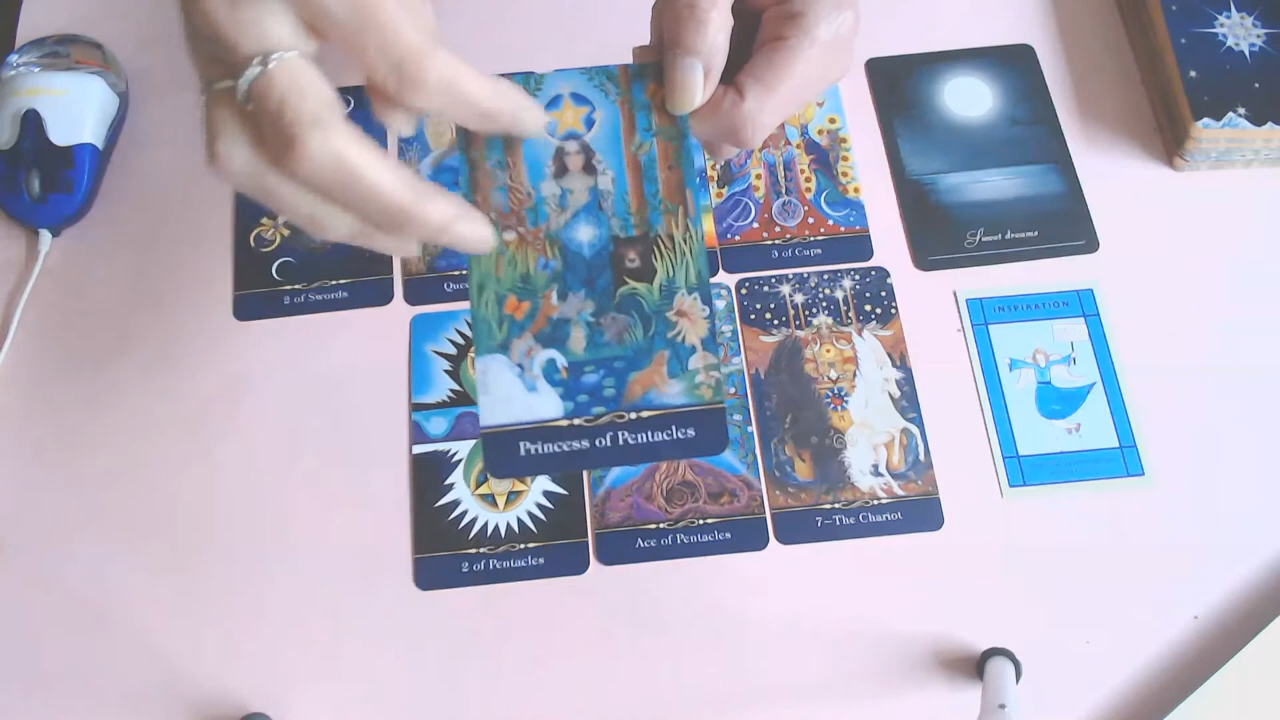 2 of Swords
3 of Cups
Sweet dreams
INSPIRATION
Princess of Pentacles
2 of Pentacles
Ace of Pentacles
7~The Chariot